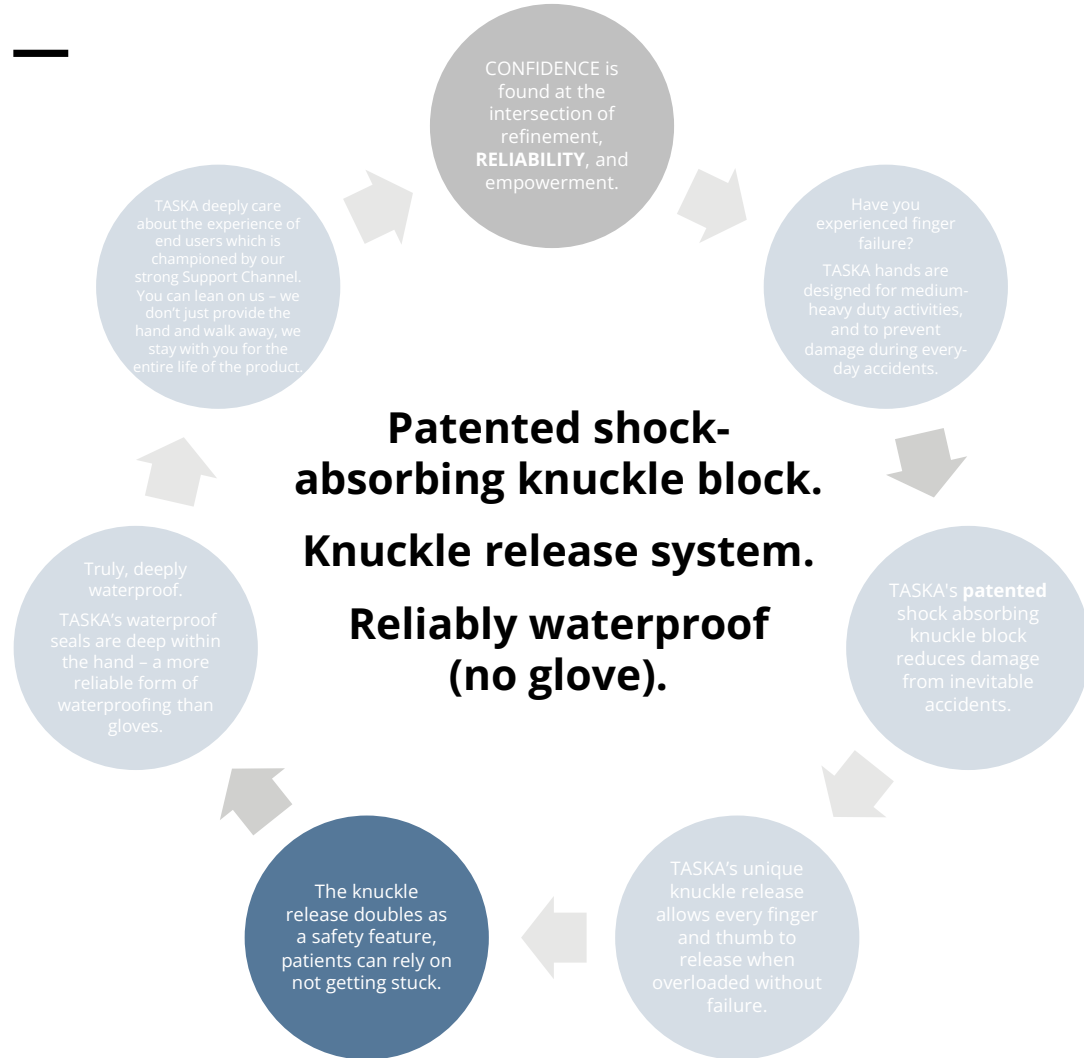 CONFIDENCE is
found at the
intersection of
refinement,
RELIABILITY, and
empowerment.
Have you
experienced finger
failure?
TASKA hands are
designed for medium-
heavy duty activities,
and to prevent
damage during every-
day accidents.
TASKA's patented
shock absorbing
knuckle block
reduces damage
from inevitable
accidents.
TASKA's unique
knuckle release
allows every finger
and thumb to
release when
overloaded without
failure.
The knuckle
release doubles as
a safety feature,
patients can rely on
not getting stuck.
Truly, deeply
waterproof.
TASKA's waterproof
seals are deep within
the hand – a more
reliable form of
waterproofing than
gloves.
TASKA deeply care
about the experience of
end users which is
championed by our
strong Support Channel.
You can lean on us – we
don't just provide the
hand and walk away, we
stay with you for the
entire life of the product.
Patented shock-
absorbing knuckle block.
Knuckle release system.
Reliably waterproof
(no glove).